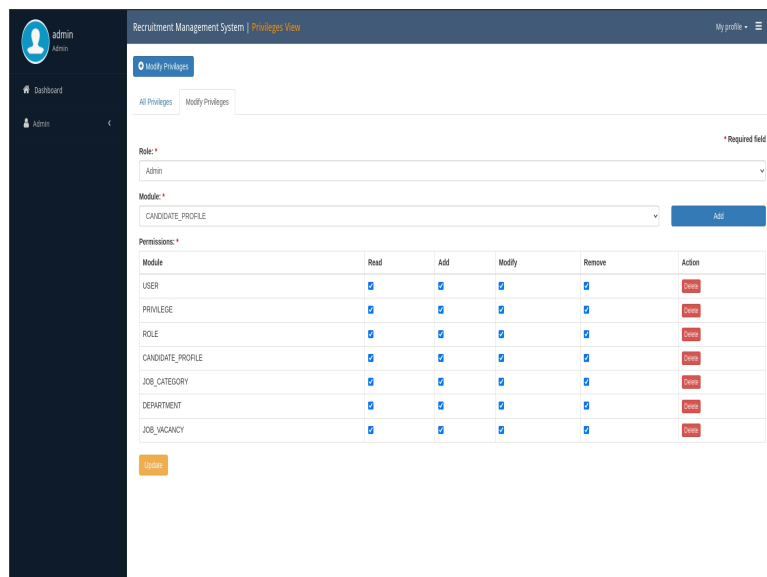 admin
Admin
Recruitment Management System | Privileges View
My profile
Modify Privilages
Dashboard
Admin
All Privileges
Modify Privileges
* Required field
Role: *
Admin
Module: *
CANDIDATE_PROFILE
Add
Permissions: *
Module Read Add Modify Remove Action
USER Delete
PRIVILEGE Delete
ROLE Delete
CANDIDATE_PROFILE Delete
JOB_CATEGORY Delete
DEPARTMENT Delete
JOB_VACANCY Delete
Update